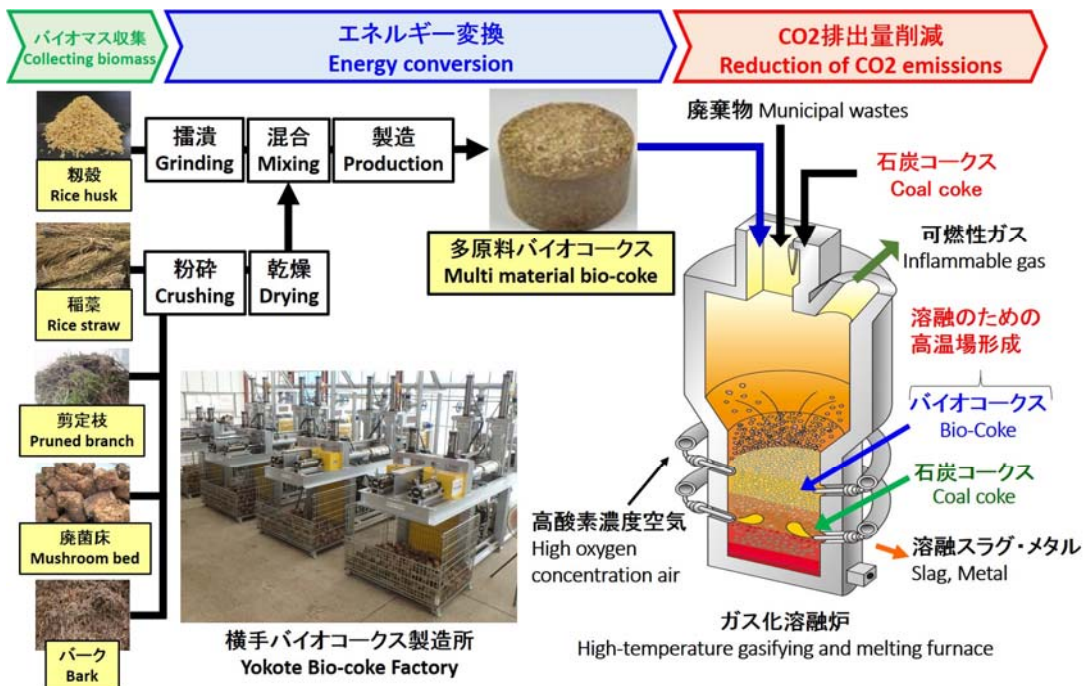 バイオマス収集
Collecting biomass
エネルギー変換
Energy conversion
CO2排出量削減
Reduction of CO2 emissions
籾殻
Rice husk
擂潰
Grinding
混合
Mixing
製造
Production
稲藁
Rice straw
粉砕
Crushing
乾燥
Drying
剪定枝
Pruned branch
廃菌床
Mushroom bed
バーク
Bark
多原料バイオコークス
Multi material bio-coke
横手バイオコークス製造所
Yokote Bio-coke Factory
廃棄物 Municipal wastes
石炭コークス
Coal coke
可燃性ガス
Inflammable gas
溶融のための
高温場形成
バイオコークス
Bio-Coke
石炭コークス
Coal coke
高酸素濃度空気
High oxygen
concentration air
溶融スラグ・メタル
Slag, Metal
ガス化溶融炉
High-temperature gasifying and melting furnace